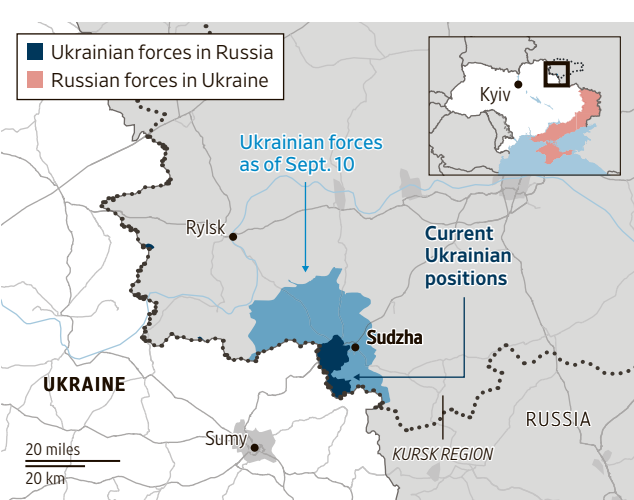 Ukrainian forces in Russia
Russian forces in Ukraine
Kyiv
Ukrainian forces
as of Sept. 10
Rylsk
Current
Ukrainian
positions
Sudzha
UKRAINE
RUSSIA
Sumy
KURSK REGION
20 miles
20 km